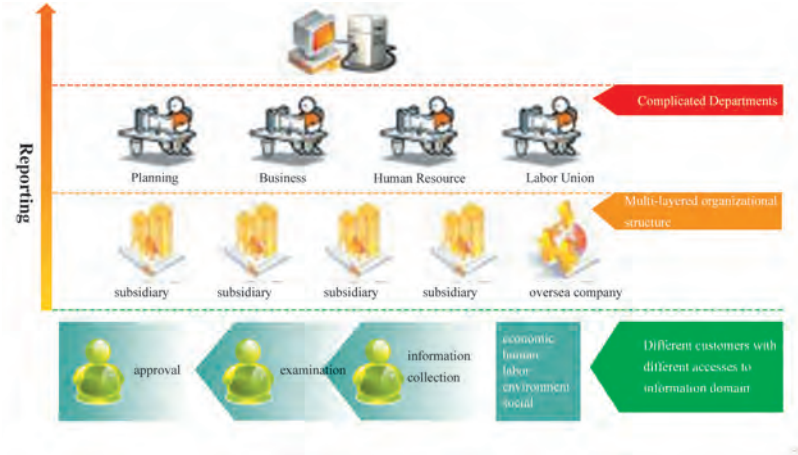 Reporting
Complicated Departments
Planning
Business
Human Resource
Labor Union
Multi-layered organizational
structure
subsidiary
subsidiary
subsidiary
subsidiary
oversea company
approval
examination
information
collection
economic
human
labor
environment
social
Different customers with
different accesses to
information domain